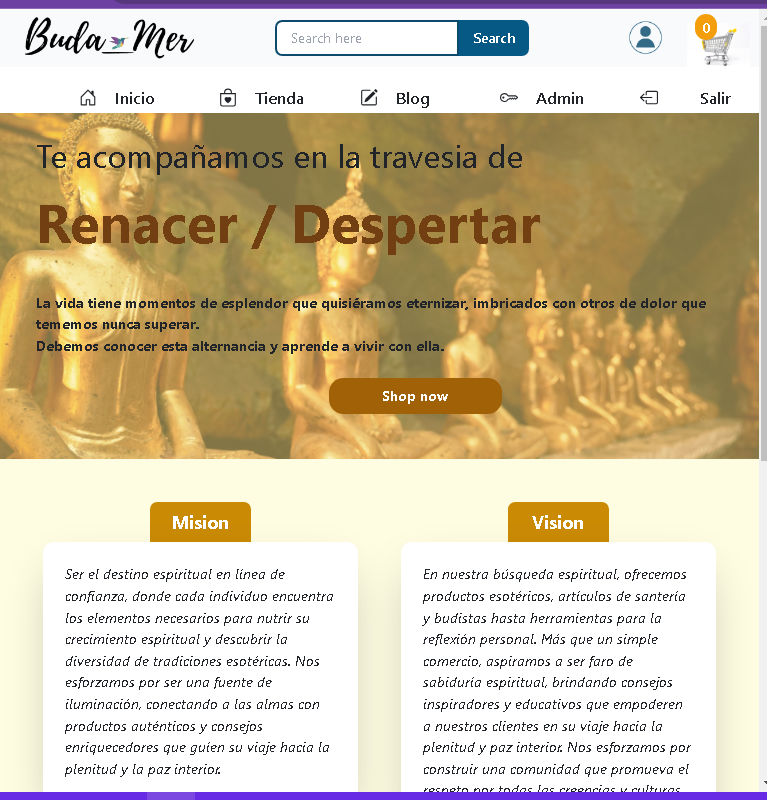 Buda_Mer
Search here
Search
0
Inicio
Tienda
Blog
Admin
Salir
Te acompañamos en la travesia de
Renacer / Despertar
La vida tiene momentos de esplendor que quisiéramos eternizar, imbricados con otros de dolor que
tememos nunca superar.
Debemos conocer esta alternancia y aprende a vivir con ella.
Shop now
Mision
Ser el destino espiritual en línea de
confianza, donde cada individuo encuentra
los elementos necesarios para nutrir su
crecimiento espiritual y descubrir la
diversidad de tradiciones esotéricas. Nos
esforzamos por ser una fuente de
iluminación, conectando a las almas con
productos auténticos y consejos
enriquecedores que guíen su viaje hacia la
plenitud y la paz interior.
Vision
En nuestra búsqueda espiritual, ofrecemos
productos esotéricos, artículos de santería
y budistas hasta herramientas para la
reflexión personal. Más que un simple
comercio, aspiramos a ser faro de
sabiduría espiritual, brindando consejos
inspiradores y educativos que empoderen
a nuestros clientes en su viaje hacia la
plenitud y paz interior. Nos esforzamos por
construir una comunidad que promueva el
respeto por todas las creencias y culturas